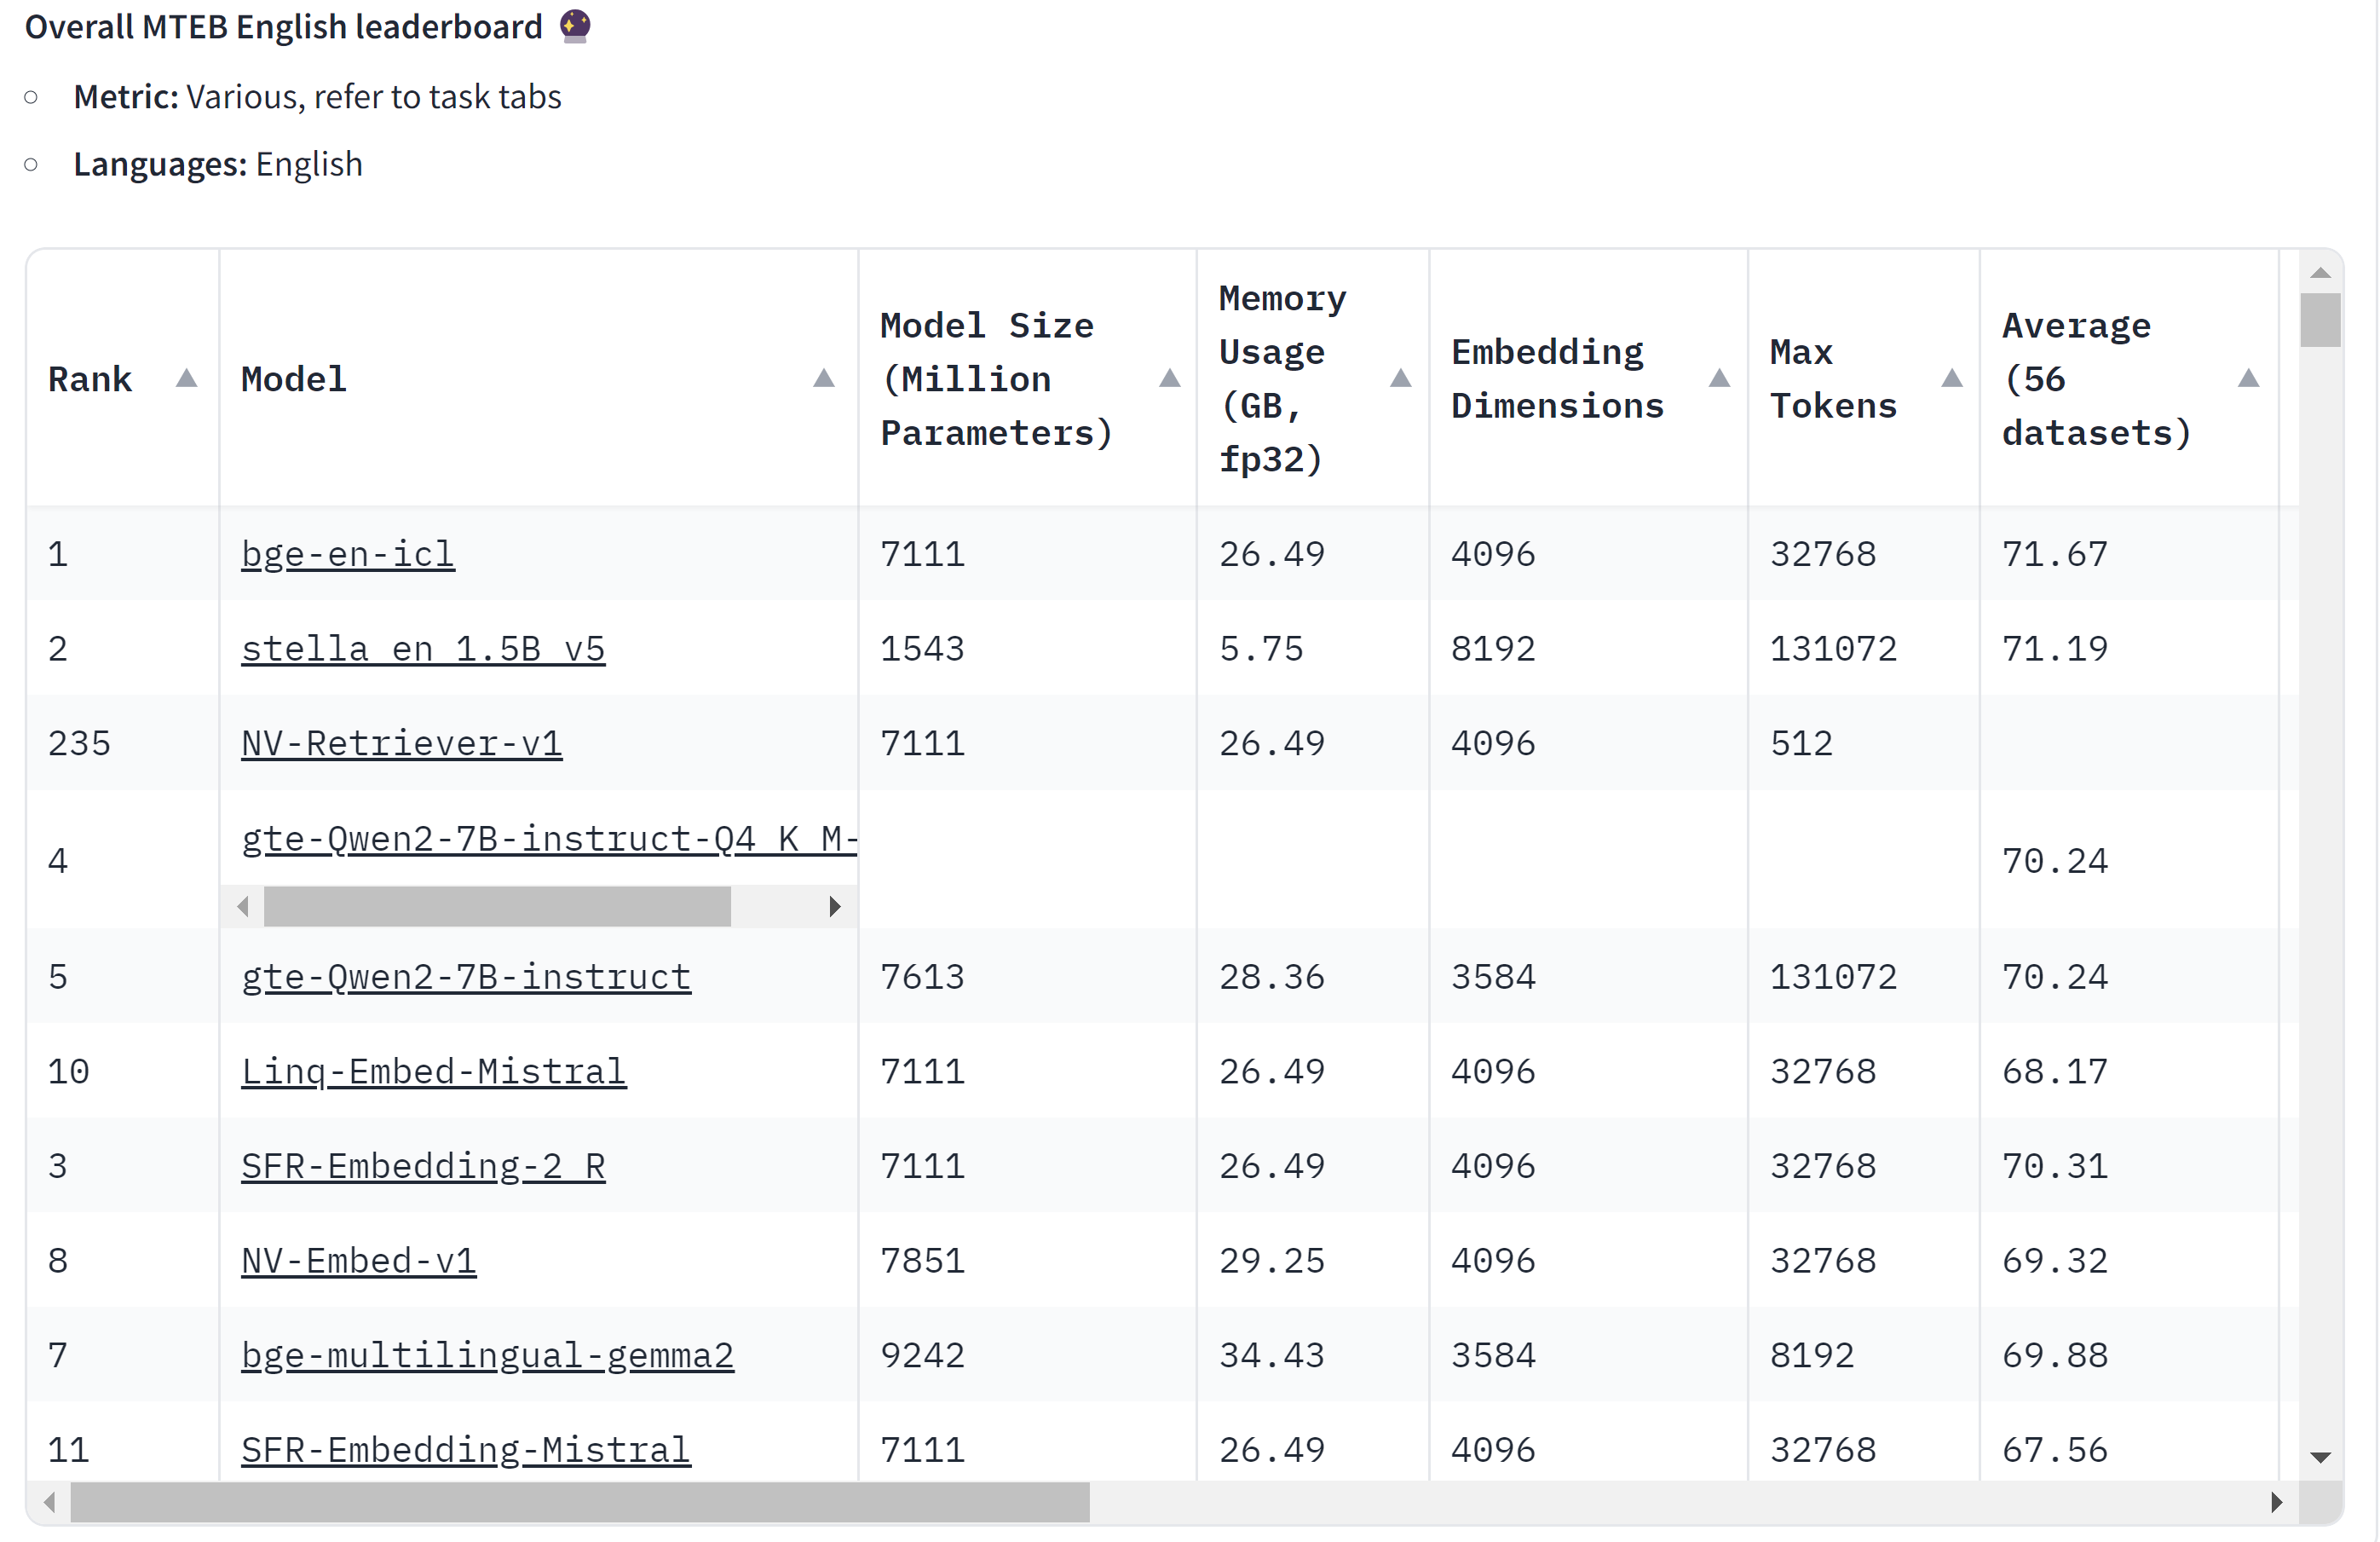 Overall MTEB English leaderboard 🔮
Metric: Various, refer to task tabs
Languages: English
Rank Model Model Size (Million Parameters) Memory Usage (GB, fp32) Embedding Dimensions Max Tokens Average (56 datasets)
1 bge-en-icl 7111 26.49 4096 32768 71.67
2 stella_en_1.5B_v5 1543 5.75 8192 131072 71.19
235 NV-Retriever-v1 7111 26.49 4096 512
4 gte-Qwen2-7B-instruct-Q4_K_M- 70.24
5 gte-Qwen2-7B-instruct 7613 28.36 3584 131072 70.24
10 Linq-Embed-Mistral 7111 26.49 4096 32768 68.17
3 SFR-Embedding-2_R 7111 26.49 4096 32768 70.31
8 NV-Embed-v1 7851 29.25 4096 32768 69.32
7 bge-multilingual-gemma2 9242 34.43 3584 8192 69.88
11 SFR-Embedding-Mistral 7111 26.49 4096 32768 67.56